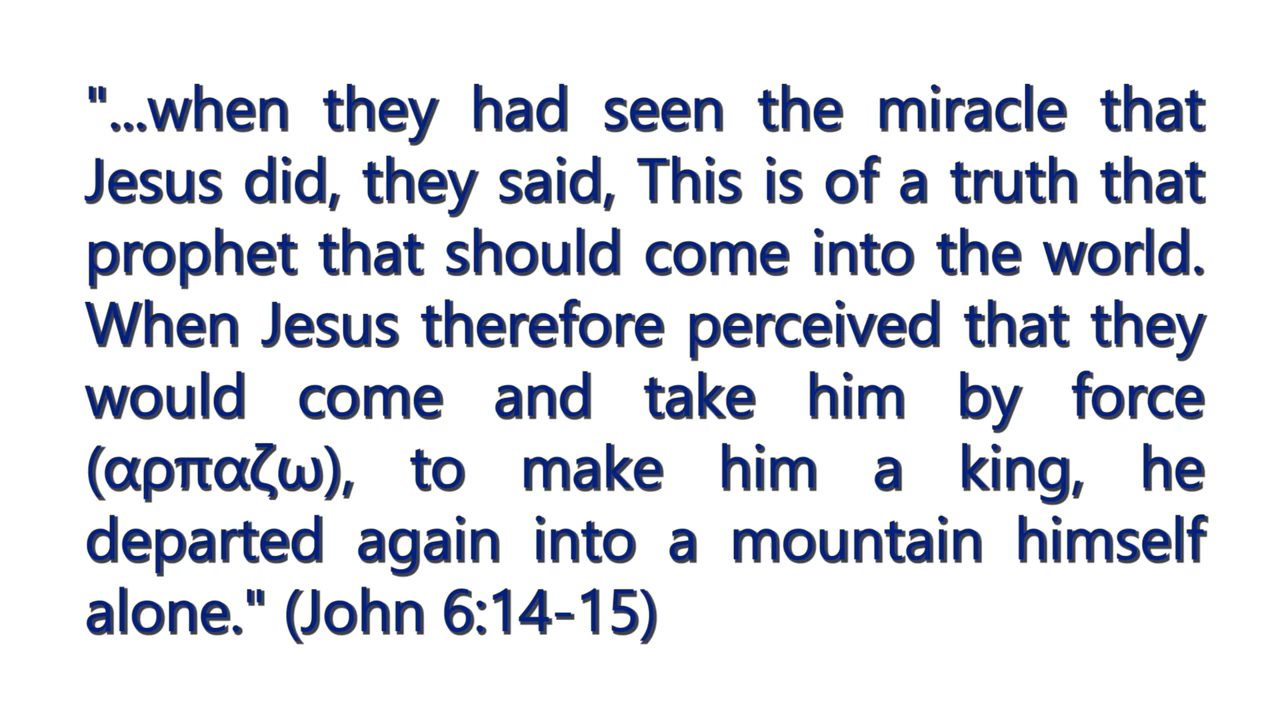 "...when they had seen the miracle that
Jesus did, they said, This is of a truth that
prophet that should come into the world.
When Jesus therefore perceived that they
would come and take him by force
(αρπαζω), to make him a king, he
departed again into a mountain himself
alone." (John 6:14-15)